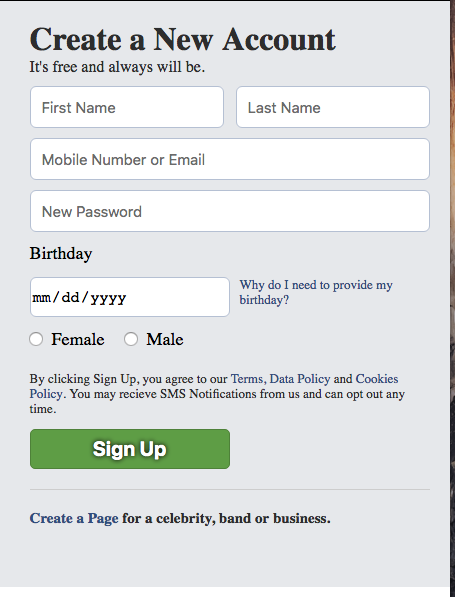 Create a New Account
It's free and always will be.
First Name Last Name
Mobile Number or Email
New Password
Birthday
mm/dd/yyyy
Why do I need to provide my
birthday?
Female Male
By clicking Sign Up, you agree to our Terms, Data Policy and Cookies
Policy. You may recieve SMS Notifications from us and can opt out any
time.
Sign Up
Create a Page for a celebrity, band or business.